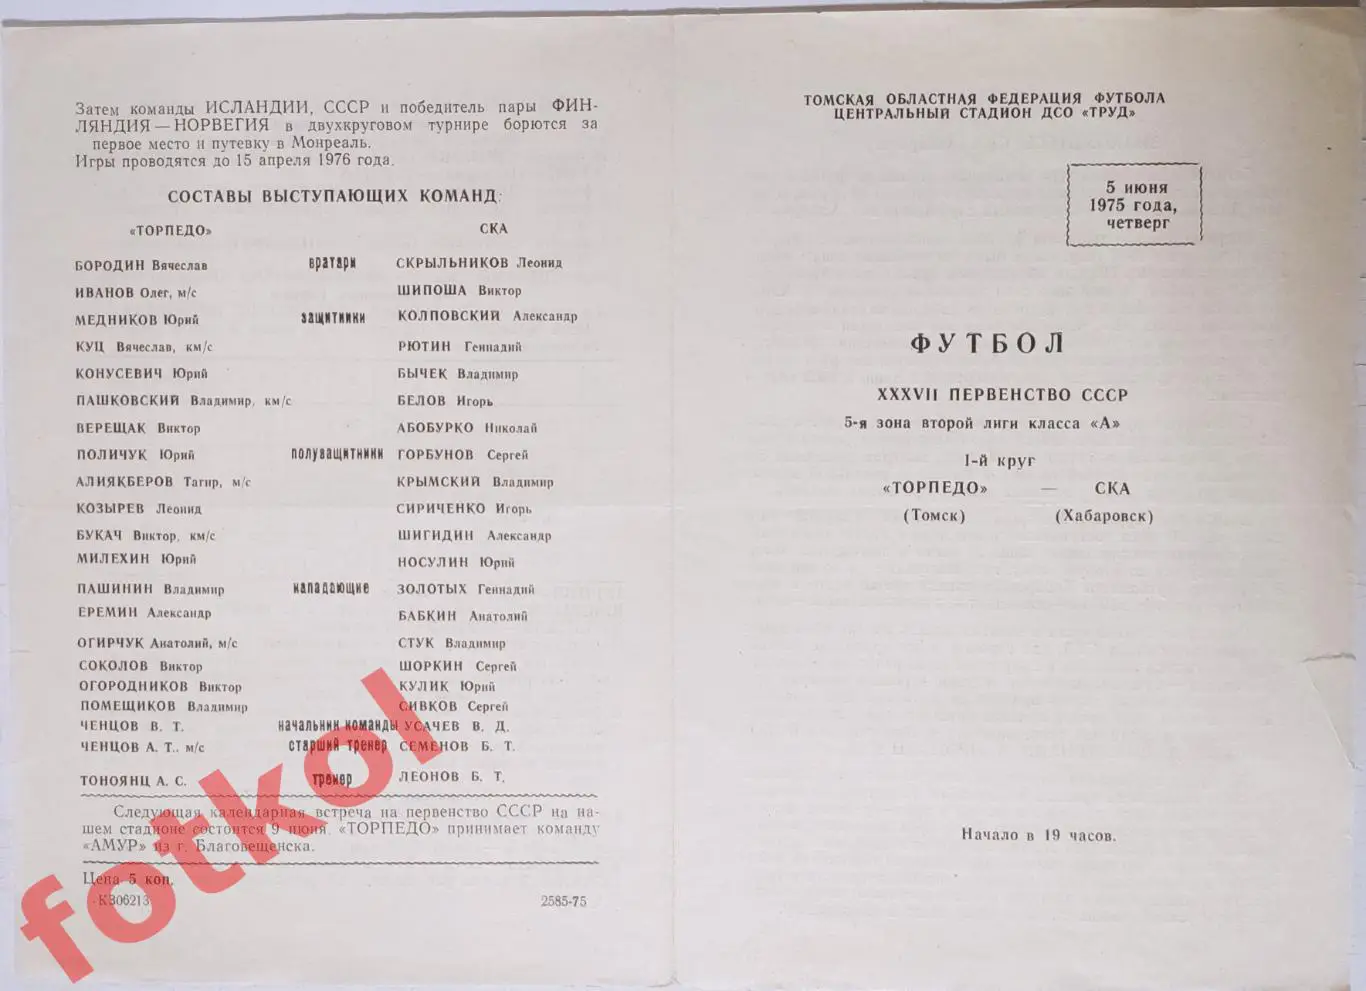 Затем команды ИСЛАНДИИ, СССР и победитель пары ФИН-
ЛЯНДИЯ — НОРВЕГИЯ в двухкруговом турнире борются за
первое место и путевку в Монреаль.
Игры проводятся до 15 апреля 1976 года.
СОСТАВЫ ВЫСТУПАЮЩИХ КОМАНД:
«ТОРПЕДО» СКА
БОРОДИН Вячеслав вратари СКРЫЛЬНИКОВ Леонид
ИВАНОВ Олег, м/с ШИПОША Виктор
МЕДНИКОВ Юрий защитники КОЛПОВСКИЙ Александр
КУЦ Вячеслав, км/с РЮТИН Геннадий
КОНУСЕВИЧ Юрий БЫЧЕК Владимир
ПАШКОВСКИЙ Владимир, км/с БЕЛОВ Игорь
ВЕРЕЩАК Виктор АБОБУРКО Николай
ПОЛИЧУК Юрий полузащитники ГОРБУНОВ Сергей
АЛИЯКБЕРОВ Тагир, м/с КРЫМСКИЙ Владимир
КОЗЫРЕВ Леонид СИРИЧЕНКО Игорь
БУКАЧ Виктор, км/с ШИГИДИН Александр
МИЛЕХИН Юрий НОСУЛИН Юрий
ПАШИНИН Владимир нападающие ЗОЛОТЫХ Геннадий
ЕРЕМИН Александр БАБКИН Анатолий
ОГИРЧУК Анатолий, м/с СТУК Владимир
СОКОЛОВ Виктор ШОРКИН Сергей
ОГОРОДНИКОВ Виктор КУЛИК Юрий
ПОМЕЩИКОВ Владимир СИВКОВ Сергей
ЧЕНЦОВ В. Т. начальник команды УСАЧЕВ В. Д.
ЧЕНЦОВ А. Т., м/с старший тренер СЕМЕНОВ Б. Т.
ТОНОЯНЦ А. С. тренер ЛЕОНОВ Б. Т.
Следующая календарная встреча на первенство СССР на на-
шем стадионе состоится 9 июня. «ТОРПЕДО» принимает команду
«АМУР» из г. Благовещенска.
Цена 5 коп.
К306213 2585-75
ТОМСКАЯ ОБЛАСТНАЯ ФЕДЕРАЦИЯ ФУТБОЛА
ЦЕНТРАЛЬНЫЙ СТАДИОН ДСО «ТРУД»
5 июня
1975 года,
четверг
ФУТБОЛ
XXXVII ПЕРВЕНСТВО СССР
5-я зона второй лиги класса «А»
I-й круг
«ТОРПЕДО» — СКА
(Томск) (Хабаровск)
Начало в 19 часов.
fotkol